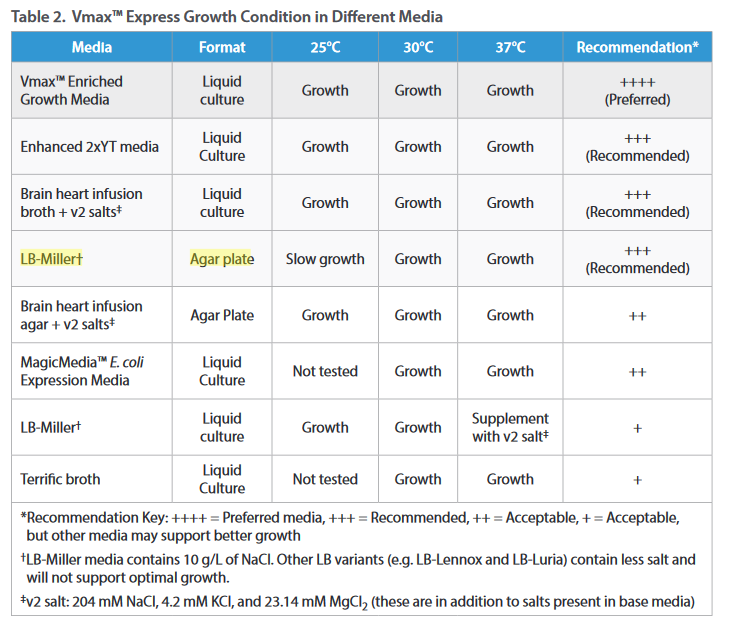 Table 2. Vmax™ Express Growth Condition in Different Media
Media Format 25°C 30°C 37°C Recommendation*
Vmax™ Enriched Growth Media Liquid culture Growth Growth Growth ++++ (Preferred)
Enhanced 2xYT media Liquid Culture Growth Growth Growth +++ (Recommended)
Brain heart infusion broth + v2 salts‡ Liquid culture Growth Growth Growth +++ (Recommended)
LB-Miller† Agar plate Slow growth Growth Growth +++ (Recommended)
Brain heart infusion agar + v2 salts‡ Agar Plate Growth Growth Growth ++
MagicMedia™ E. coli Expression Media Liquid Culture Not tested Growth Growth ++
LB-Miller† Liquid culture Growth Growth Supplement with v2 salt‡ +
Terrific broth Liquid Culture Not tested Growth Growth +
*Recommendation Key: ++++ = Preferred media, +++ = Recommended, ++ = Acceptable, + = Acceptable,
but other media may support better growth
†LB-Miller media contains 10 g/L of NaCl. Other LB variants (e.g. LB-Lennox and LB-Luria) contain less salt and
will not support optimal growth.
‡v2 salt: 204 mM NaCl, 4.2 mM KCl, and 23.14 mM MgCl₂ (these are in addition to salts present in base media)